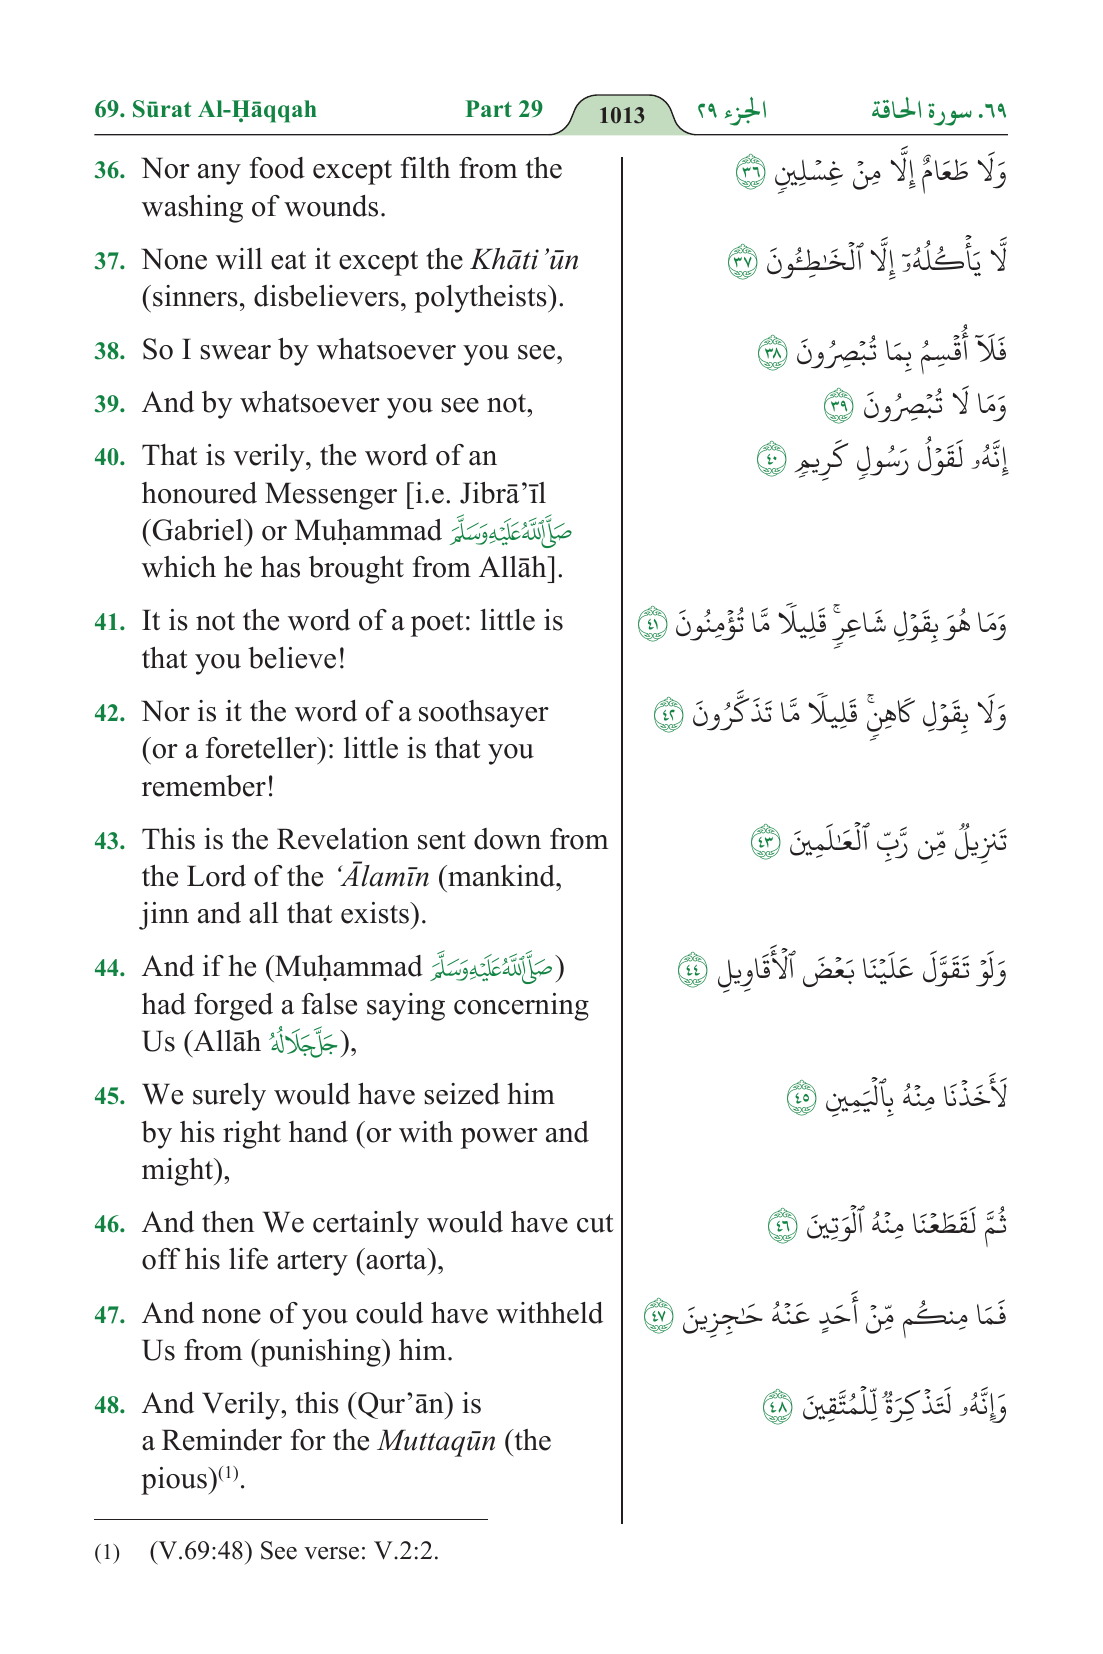 69. Sūrat Al-Ḥāqqah Part 29 1013 الجزء ٢٩ ٦٩. سورة الحاقة
36. Nor any food except filth from the
washing of wounds.
وَلَا طَعَامٌ إِلَّا مِنۡ غِسۡلِينٖ ٣٦
37. None will eat it except the Khāti’ūn
(sinners, disbelievers, polytheists).
لَّا يَأۡكُلُهُۥٓ إِلَّا ٱلۡخَٰطِـُٔونَ ٣٧
38. So I swear by whatsoever you see,
فَلَآ أُقۡسِمُ بِمَا تُبۡصِرُونَ ٣٨
39. And by whatsoever you see not,
وَمَا لَا تُبۡصِرُونَ ٣٩
40. That is verily, the word of an
honoured Messenger [i.e. Jibrā’īl
(Gabriel) or Muḥammad صَلَّى ٱللَّهُ عَلَيۡهِ وَسَلَّمَ
which he has brought from Allāh].
إِنَّهُۥ لَقَوۡلُ رَسُولٖ كَرِيمٖ ٤٠
41. It is not the word of a poet: little is
that you believe!
وَمَا هُوَ بِقَوۡلِ شَاعِرٖۚ قَلِيلٗا مَّا تُؤۡمِنُونَ ٤١
42. Nor is it the word of a soothsayer
(or a foreteller): little is that you
remember!
وَلَا بِقَوۡلِ كَاهِنٖۚ قَلِيلٗا مَّا تَذَكَّرُونَ ٤٢
43. This is the Revelation sent down from
the Lord of the ‘Ālamīn (mankind,
jinn and all that exists).
تَنزِيلٞ مِّن رَّبِّ ٱلۡعَٰلَمِينَ ٤٣
44. And if he (Muḥammad صَلَّى ٱللَّهُ عَلَيۡهِ وَسَلَّمَ)
had forged a false saying concerning
Us (Allāh جَلَّ جَلَالُهُ),
وَلَوۡ تَقَوَّلَ عَلَيۡنَا بَعۡضَ ٱلۡأَقَاوِيلِ ٤٤
45. We surely would have seized him
by his right hand (or with power and
might),
لَأَخَذۡنَا مِنۡهُ بِٱلۡيَمِينِ ٤٥
46. And then We certainly would have cut
off his life artery (aorta),
ثُمَّ لَقَطَعۡنَا مِنۡهُ ٱلۡوَتِينَ ٤٦
47. And none of you could have withheld
Us from (punishing) him.
فَمَا مِنكُم مِّنۡ أَحَدٍ عَنۡهُ حَٰجِزِينَ ٤٧
48. And Verily, this (Qur’ān) is
a Reminder for the Muttaqūn (the
pious)(1).
وَإِنَّهُۥ لَتَذۡكِرَةٞ لِّلۡمُتَّقِينَ ٤٨
(1) (V.69:48) See verse: V.2:2.